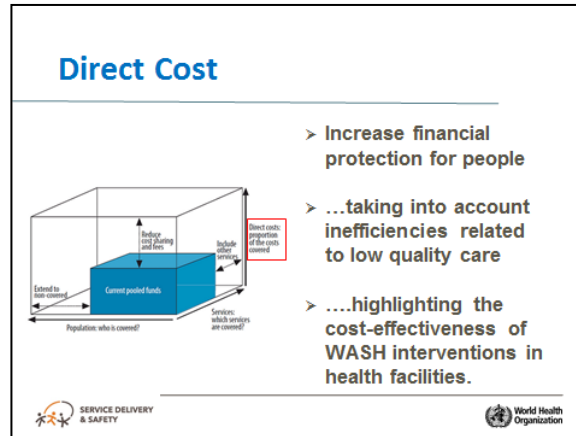 Direct Cost
Increase financial
protection for people
...taking into account
inefficiencies related
to low quality care
....highlighting the
cost-effectiveness of
WASH interventions in
health facilities.
Reduce
cost sharing
and fees
Include
other
services
Direct costs:
proportion
of the costs
covered
Extend to
non-covered
Current pooled funds
Services:
which services
are covered?
Population: who is covered?
SERVICE DELIVERY
& SAFETY
World Health
Organization